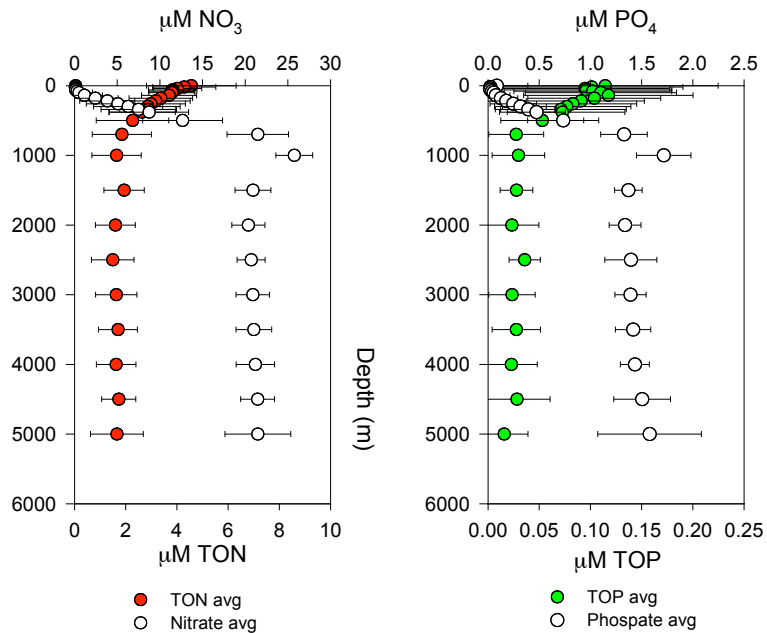 μM NO3
μM PO4
0 5 10 15 20 25 30
0.0 0.5 1.0 1.5 2.0 2.5
0
1000
2000
3000
4000
5000
6000
0
1000
2000
3000
4000
5000
6000
Depth (m)
0 2 4 6 8 10
0.00 0.05 0.10 0.15 0.20 0.25
μM TON
μM TOP
TON avg
Nitrate avg
TOP avg
Phospate avg